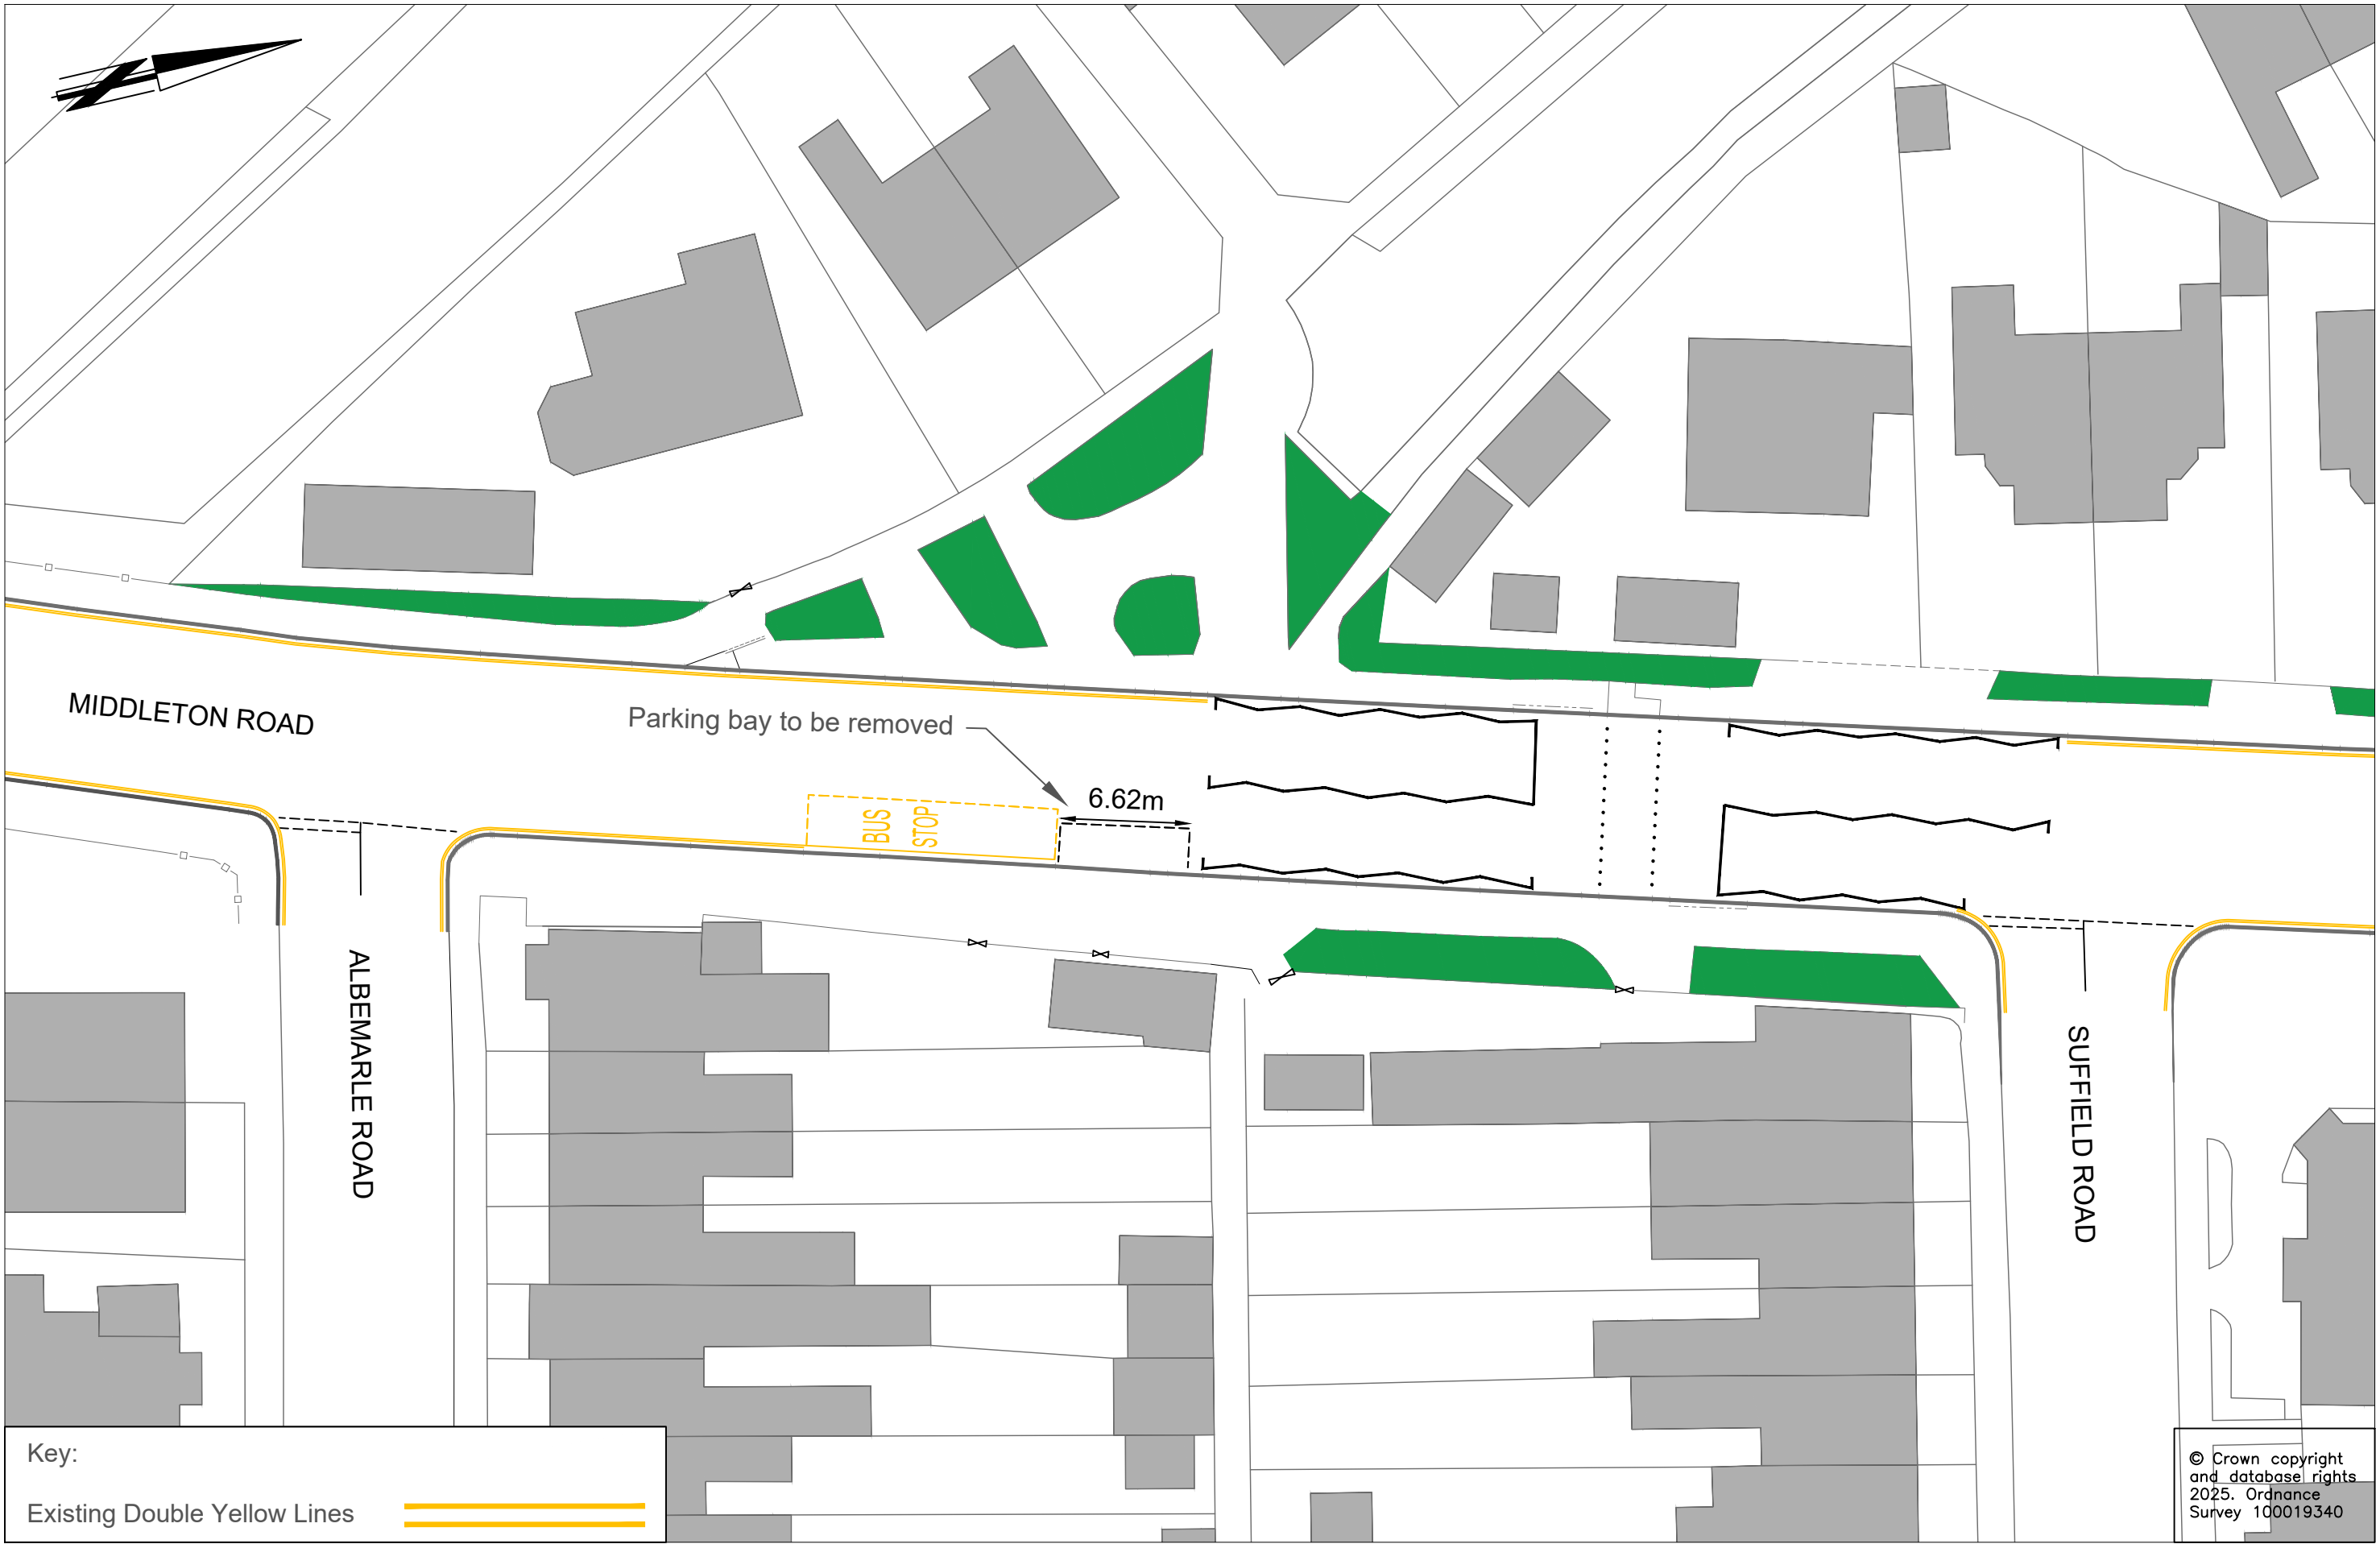 N
MIDDLETON ROAD
Parking bay to be removed
6.62m
BUS
STOP
ALBEMARLE ROAD
SUFFIELD ROAD
Key:
Existing Double Yellow Lines
© Crown copyright
and database rights
2025. Ordnance
Survey 100019340